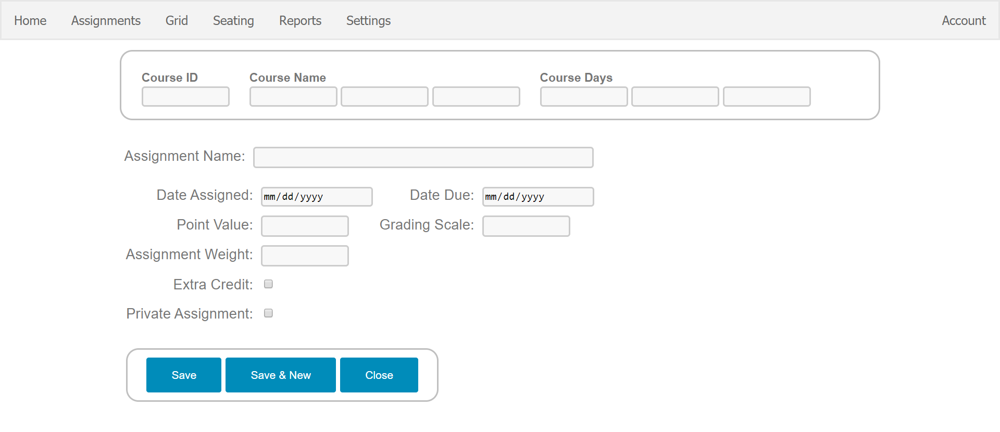 Home Assignments Grid Seating Reports Settings Account
Course ID Course Name Course Days
Assignment Name:
Date Assigned: mm/dd/yyyy Date Due: mm/dd/yyyy
Point Value: Grading Scale:
Assignment Weight:
Extra Credit:
Private Assignment:
Save Save & New Close